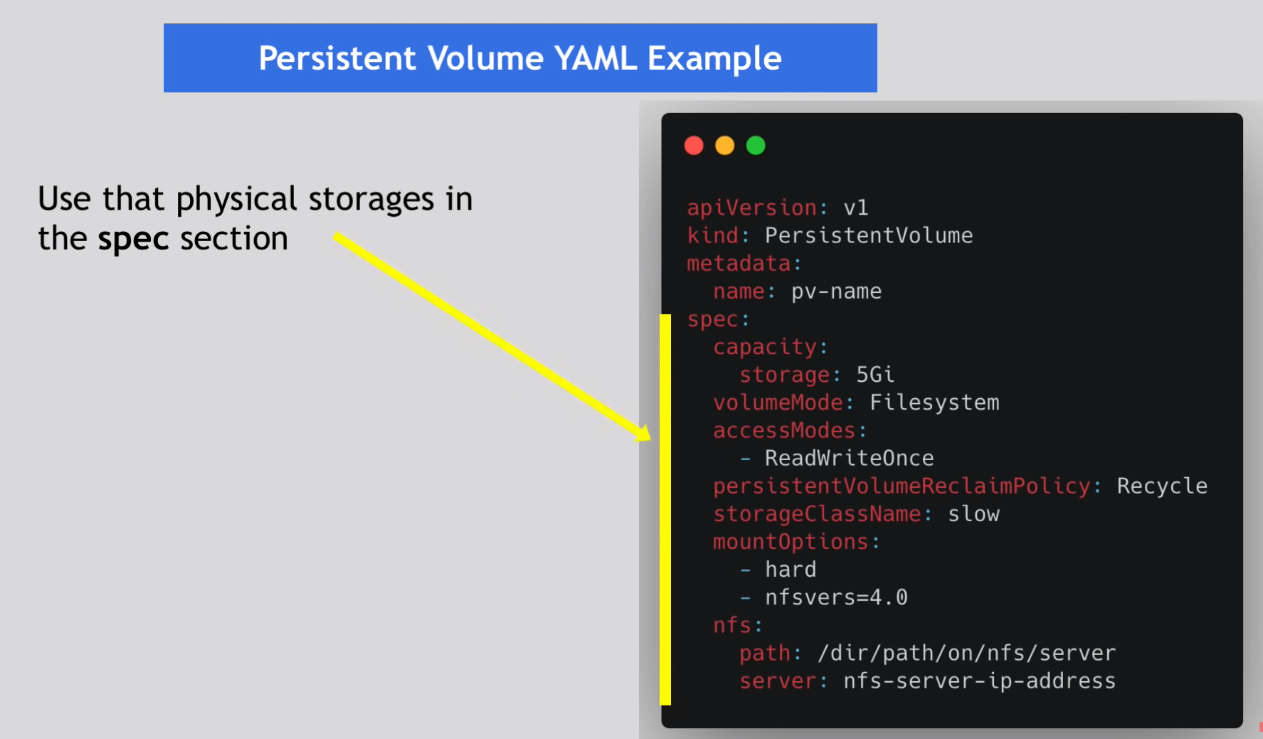 Persistent Volume YAML Example
Use that physical storages in
the spec section
apiVersion: v1
kind: PersistentVolume
metadata:
  name: pv-name
spec:
  capacity:
    storage: 5Gi
  volumeMode: Filesystem
  accessModes:
    - ReadWriteOnce
  persistentVolumeReclaimPolicy: Recycle
  storageClassName: slow
  mountOptions:
    - hard
    - nfsvers=4.0
  nfs:
    path: /dir/path/on/nfs/server
    server: nfs-server-ip-address